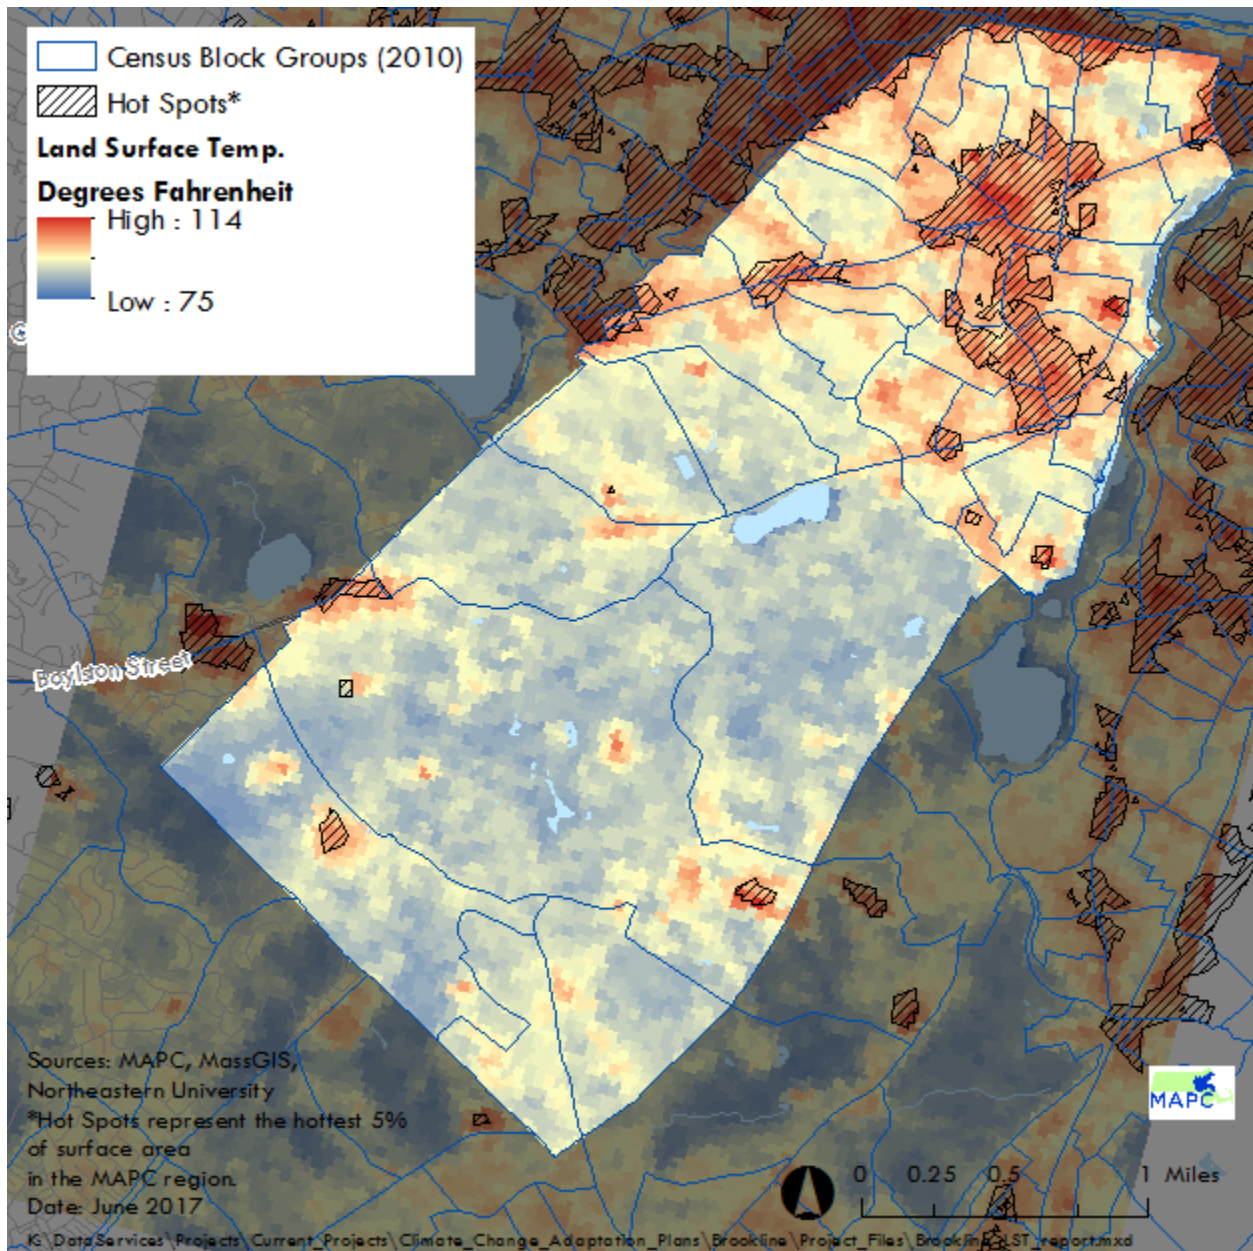 Census Block Groups (2010)
Hot Spots*
Land Surface Temp.
Degrees Fahrenheit
High : 114
Low : 75
Boylston Street
Sources: MAPC, MassGIS,
Northeastern University
*Hot Spots represent the hottest 5%
of surface area
in the MAPC region.
Date: June 2017
MAPC
0 0.25 0.5 1 Miles
K:\DataServices\Projects\Current_Projects\Climate_Change_Adaptation_Plans\Brookline\Project_Files\Brookline_LST_report.mxd